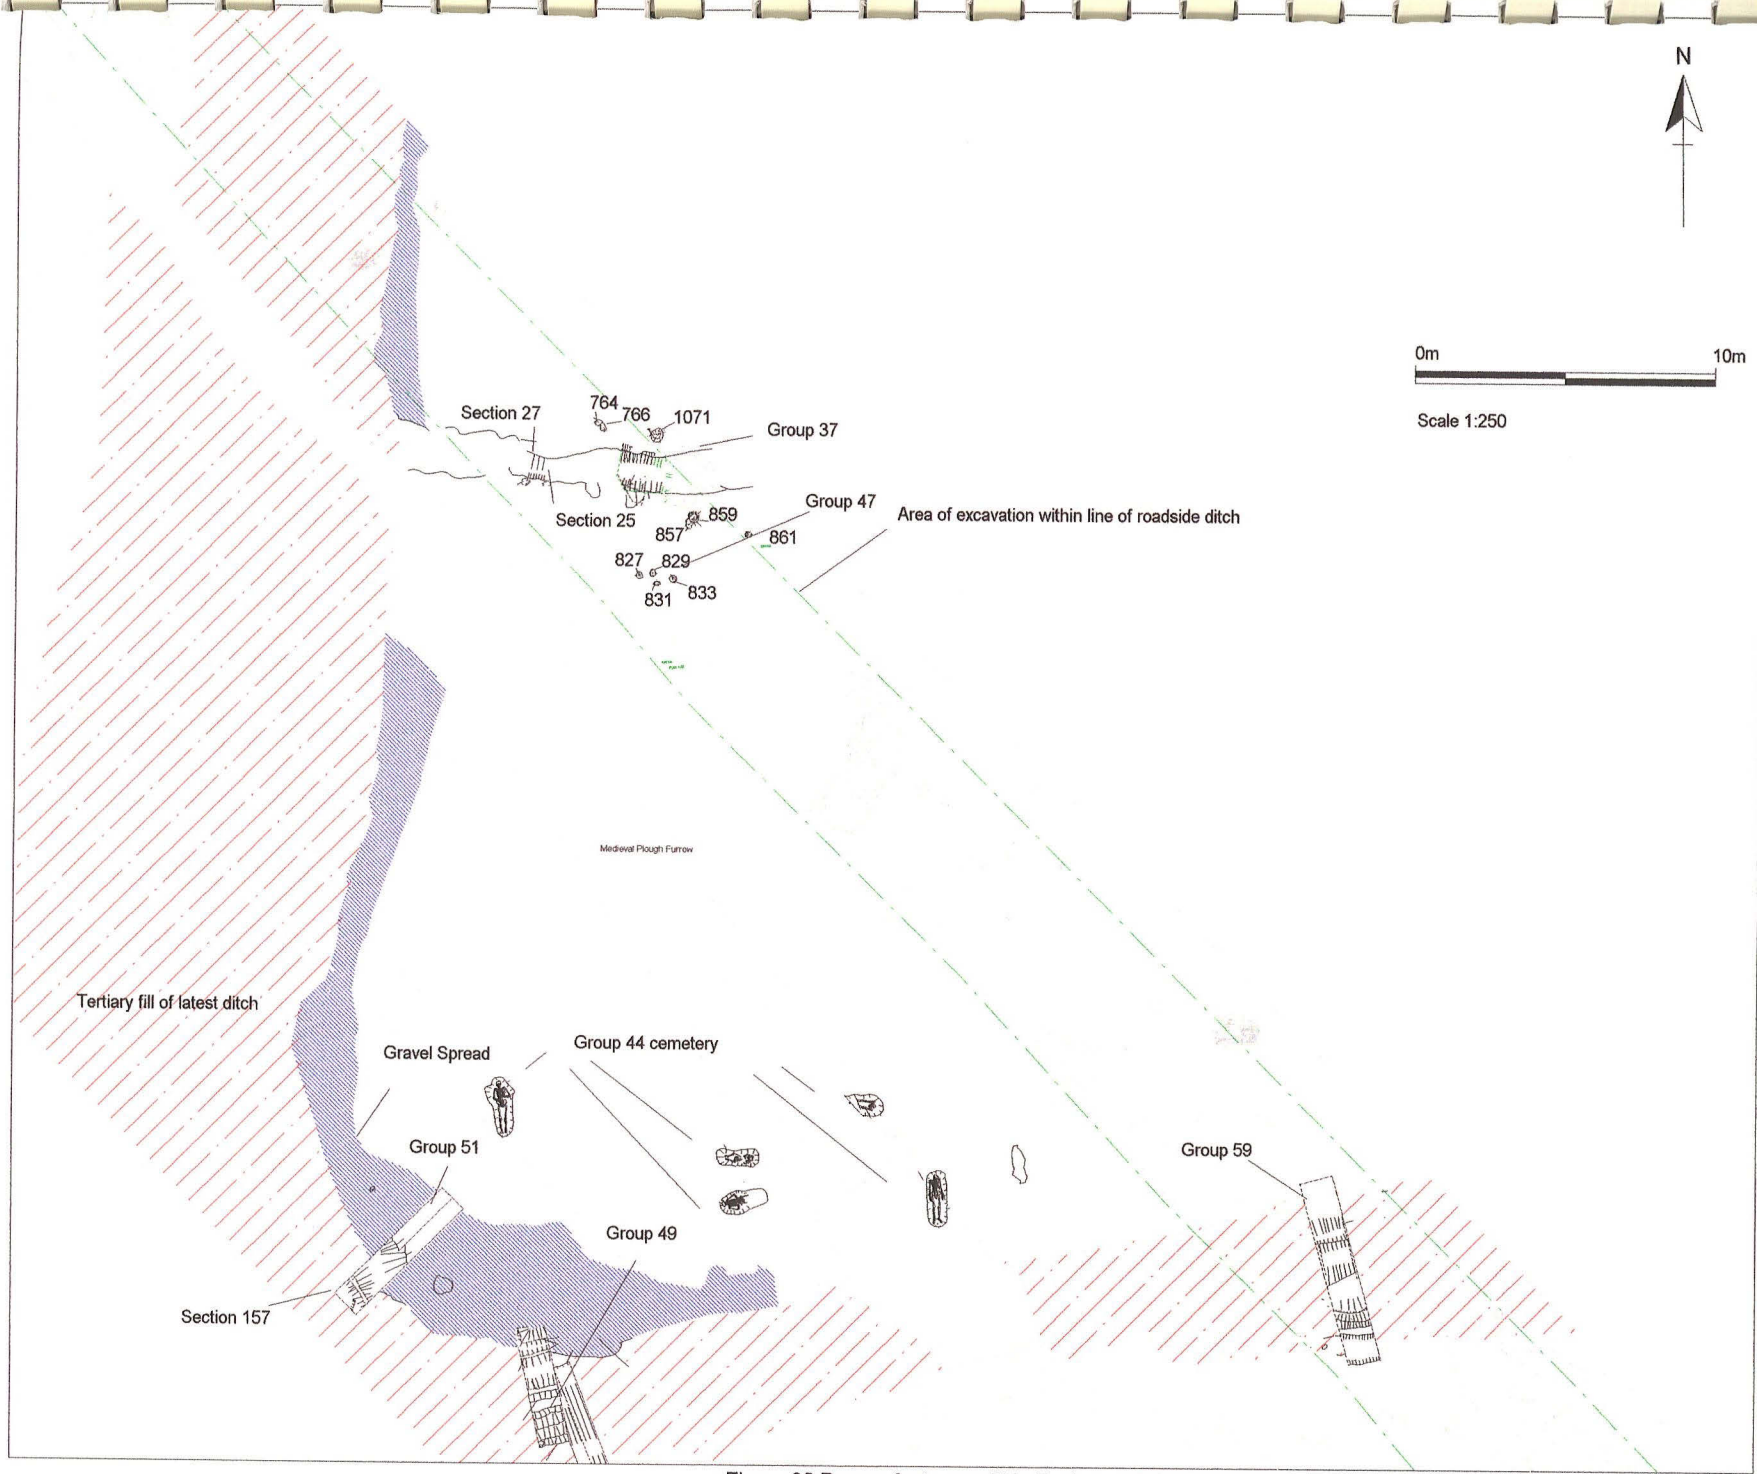 N
0m 10m
Scale 1:250
764
766
1071
Section 27
Group 37
Section 25
859
857
Group 47
861
Area of excavation within line of roadside ditch
827
829
831
833
Medieval Plough Furrow
Tertiary fill of latest ditch
Gravel Spread
Group 44 cemetery
Group 51
Group 59
Group 49
Section 157